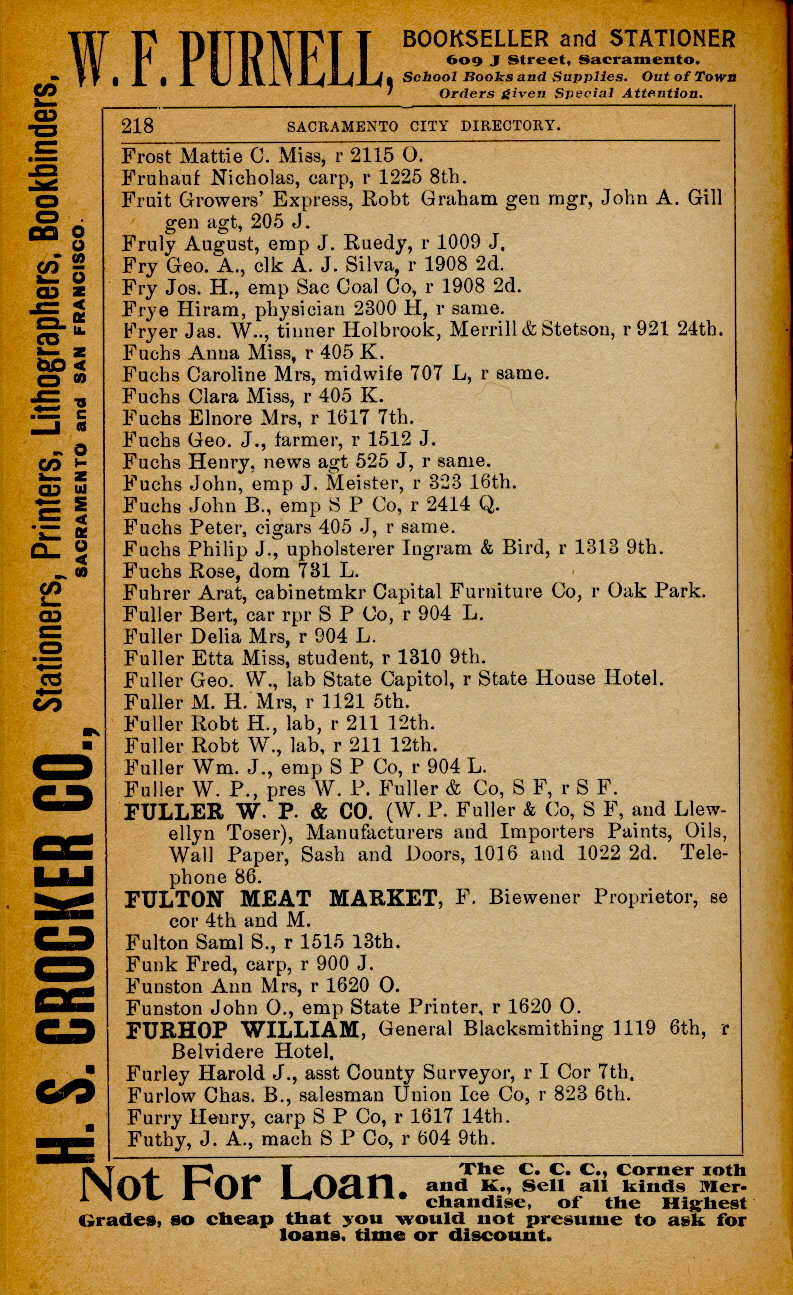 W. F. PURNELL,
BOOKSELLER and STATIONER
609 J Street, Sacramento.
School Books and Supplies. Out of Town
Orders given Special Attention.
H. S. CROCKER CO., Stationers, Printers, Lithographers, Bookbinders,
SACRAMENTO and SAN FRANCISCO.
218 SACRAMENTO CITY DIRECTORY.
Frost Mattie C. Miss, r 2115 O.
Fruhauf Nicholas, carp, r 1225 8th.
Fruit Growers' Express, Robt Graham gen mgr, John A. Gill
gen agt, 205 J.
Fruly August, emp J. Ruedy, r 1009 J.
Fry Geo. A., clk A. J. Silva, r 1908 2d.
Fry Jos. H., emp Sac Coal Co, r 1908 2d.
Frye Hiram, physician 2300 H, r same.
Fryer Jas. W.., tinner Holbrook, Merrill & Stetson, r 921 24th.
Fuchs Anna Miss, r 405 K.
Fuchs Caroline Mrs, midwife 707 L, r same.
Fuchs Clara Miss, r 405 K.
Fuchs Elnore Mrs, r 1617 7th.
Fuchs Geo. J., farmer, r 1512 J.
Fuchs Henry, news agt 525 J, r same.
Fuchs John, emp J. Meister, r 323 16th.
Fuchs John B., emp S P Co, r 2414 Q.
Fuchs Peter, cigars 405 J, r same.
Fuchs Philip J., upholsterer Ingram & Bird, r 1313 9th.
Fuchs Rose, dom 731 L.
Fuhrer Arat, cabinetmkr Capital Furniture Co, r Oak Park.
Fuller Bert, car rpr S P Co, r 904 L.
Fuller Delia Mrs, r 904 L.
Fuller Etta Miss, student, r 1310 9th.
Fuller Geo. W., lab State Capitol, r State House Hotel.
Fuller M. H. Mrs, r 1121 5th.
Fuller Robt H., lab, r 211 12th.
Fuller Robt W., lab, r 211 12th.
Fuller Wm. J., emp S P Co, r 904 L.
Fuller W. P., pres W. P. Fuller & Co, S F, r S F.
FULLER W. P. & CO. (W. P. Fuller & Co, S F, and Llew-
ellyn Toser), Manufacturers and Importers Paints, Oils,
Wall Paper, Sash and Doors, 1016 and 1022 2d. Tele-
phone 86.
FULTON MEAT MARKET, F. Biewener Proprietor, se
cor 4th and M.
Fulton Saml S., r 1515 13th.
Funk Fred, carp, r 900 J.
Funston Ann Mrs, r 1620 O.
Funston John O., emp State Printer, r 1620 O.
FURHOP WILLIAM, General Blacksmithing 1119 6th, r
Belvidere Hotel.
Furley Harold J., asst County Surveyor, r I Cor 7th.
Furlow Chas. B., salesman Union Ice Co, r 823 6th.
Furry Henry, carp S P Co, r 1617 14th.
Futhy, J. A., mach S P Co, r 604 9th.
Not For Loan.
The C. C. C., Corner 10th
and K., Sell all kinds Mer-
chandise, of the Highest
Grades, so cheap that you would not presume to ask for
loans. time or discount.